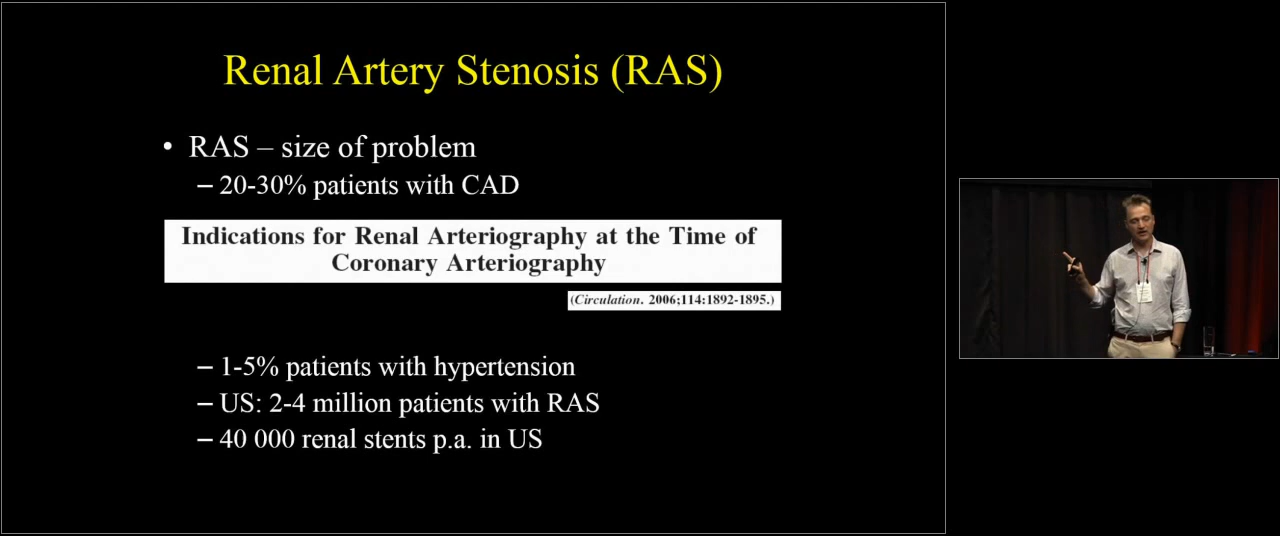 Renal Artery Stenosis (RAS)
• RAS – size of problem
– 20-30% patients with CAD
Indications for Renal Arteriography at the Time of
Coronary Arteriography
(Circulation. 2006;114:1892-1895.)
– 1-5% patients with hypertension
– US: 2-4 million patients with RAS
– 40 000 renal stents p.a. in US